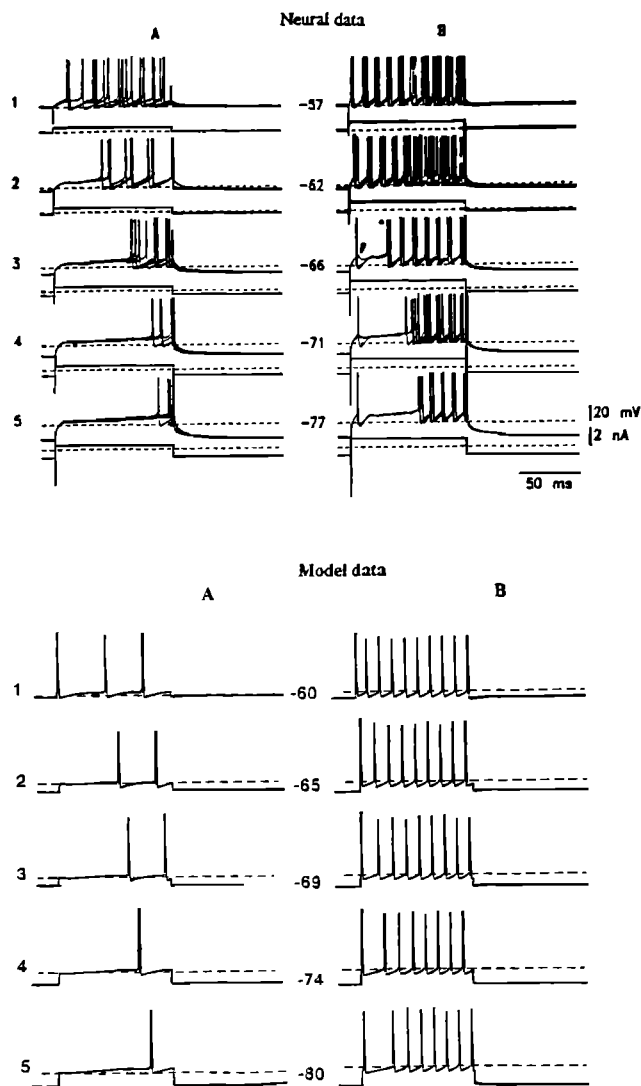 Neural data
A B
1 -57
2 -62
3 -66
4 -71
5 -77
20 mV
2 nA
50 ms
Model data
A B
1 -60
2 -65
3 -69
4 -74
5 -80